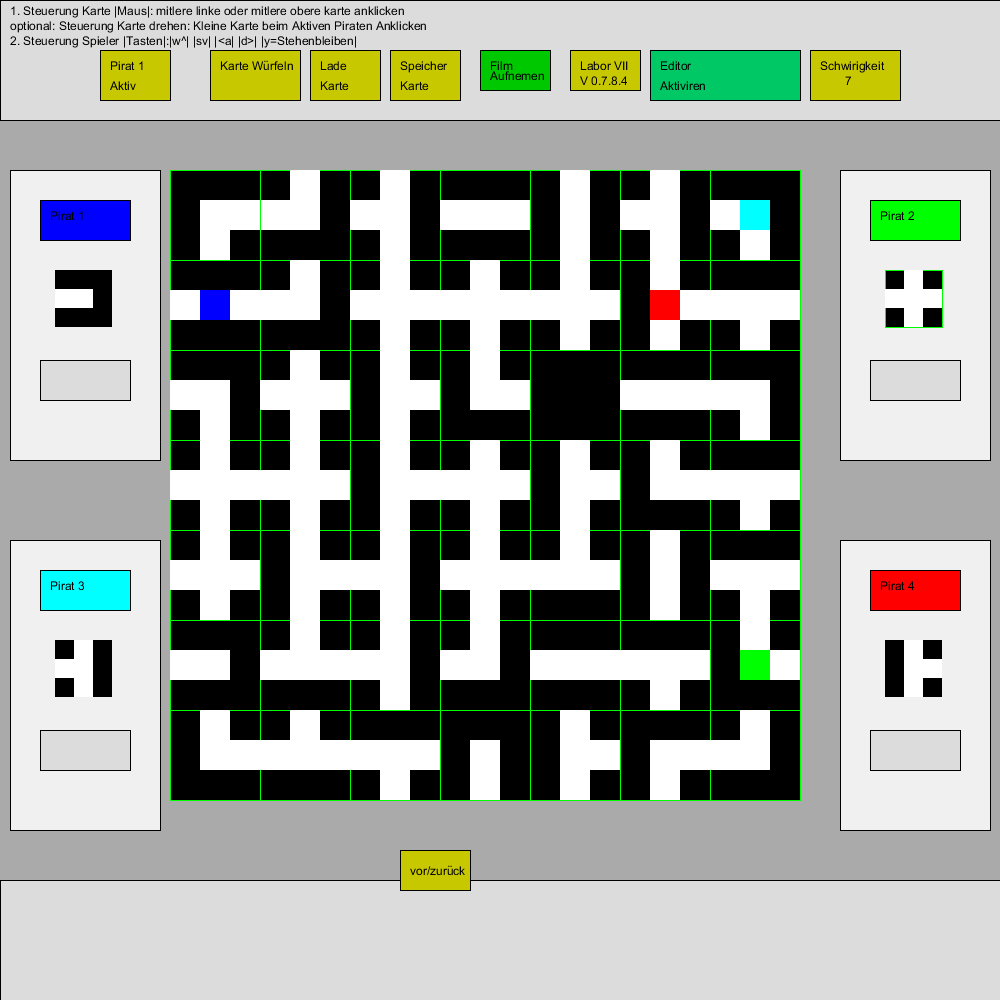 1. Steuerung Karte |Maus|: mitlere linke oder mitlere obere karte anklicken
optional: Steuerung Karte drehen: Kleine Karte beim Aktiven Piraten Anklicken
2. Steuerung Spieler |Tasten|:|w^| |sv| |<a| |d>| |y=Stehenbleiben|
Pirat 1
Aktiv
Karte Würfeln
Lade
Karte
Speicher
Karte
Film
Aufnemen
Labor VII
V 0.7.8.4
Editor
Aktiviren
Schwirigkeit
7
Pirat 1
Pirat 2
Pirat 3
Pirat 4
vor/zurück